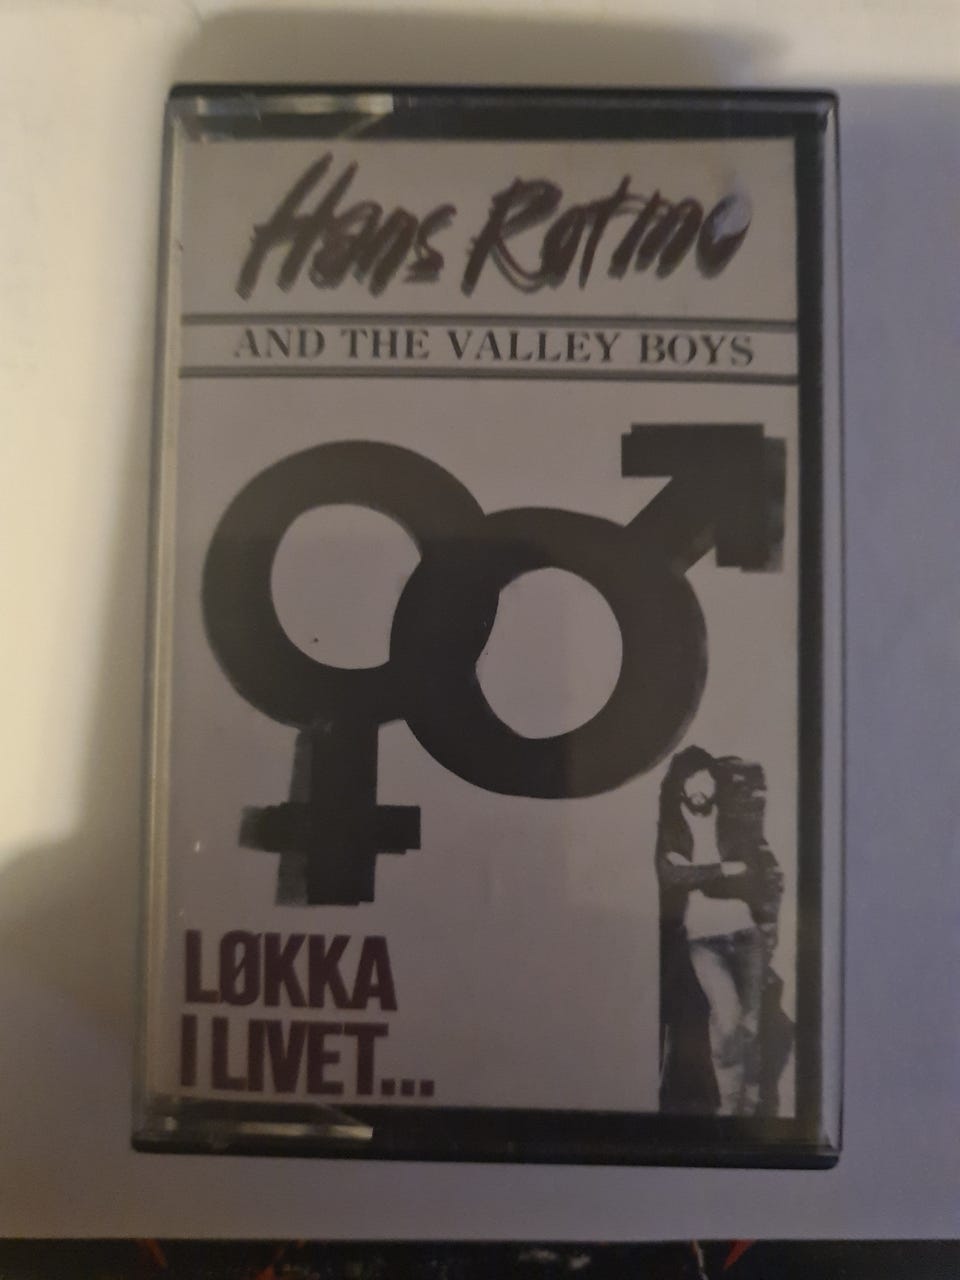 Hans Rotmo
AND THE VALLEY BOYS
LØKKA
I LIVET...